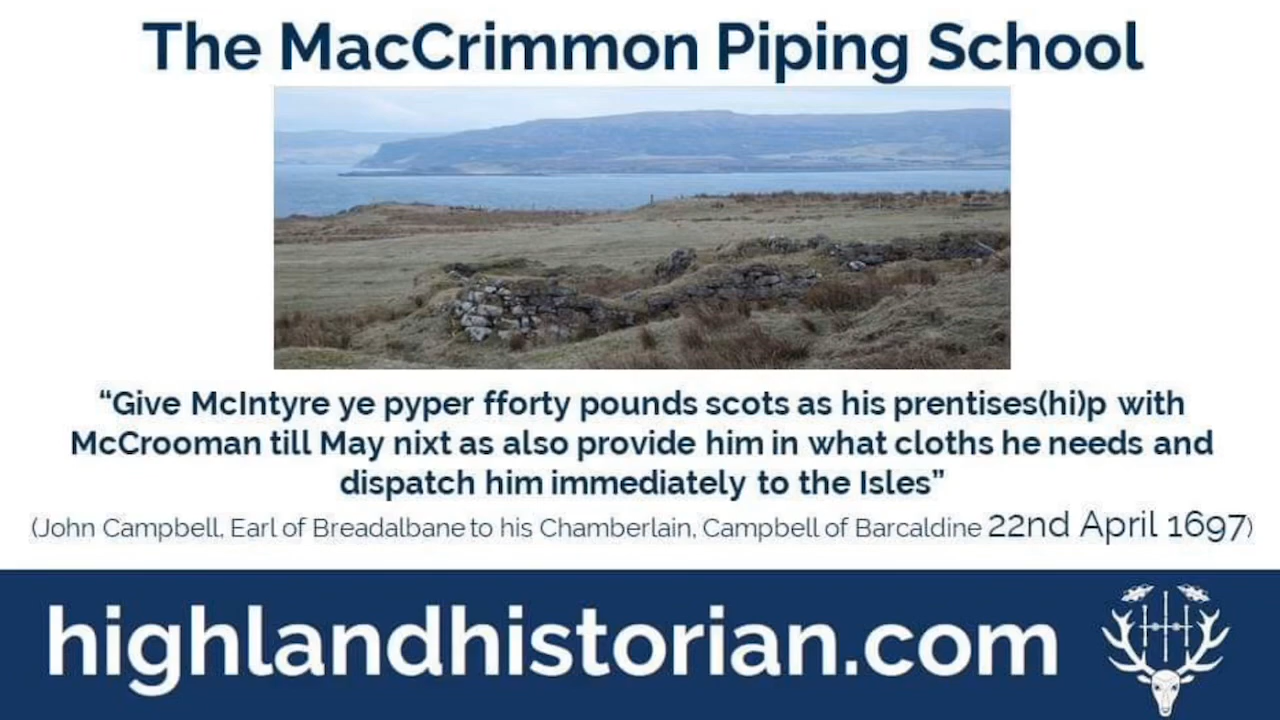 The MacCrimmon Piping School
“Give McIntyre ye pyper fforty pounds scots as his prentises(hi)p with
McCrooman till May nixt as also provide him in what cloths he needs and
dispatch him immediately to the Isles”
(John Campbell, Earl of Breadalbane to his Chamberlain, Campbell of Barcaldine 22nd April 1697)
highlandhistorian.com